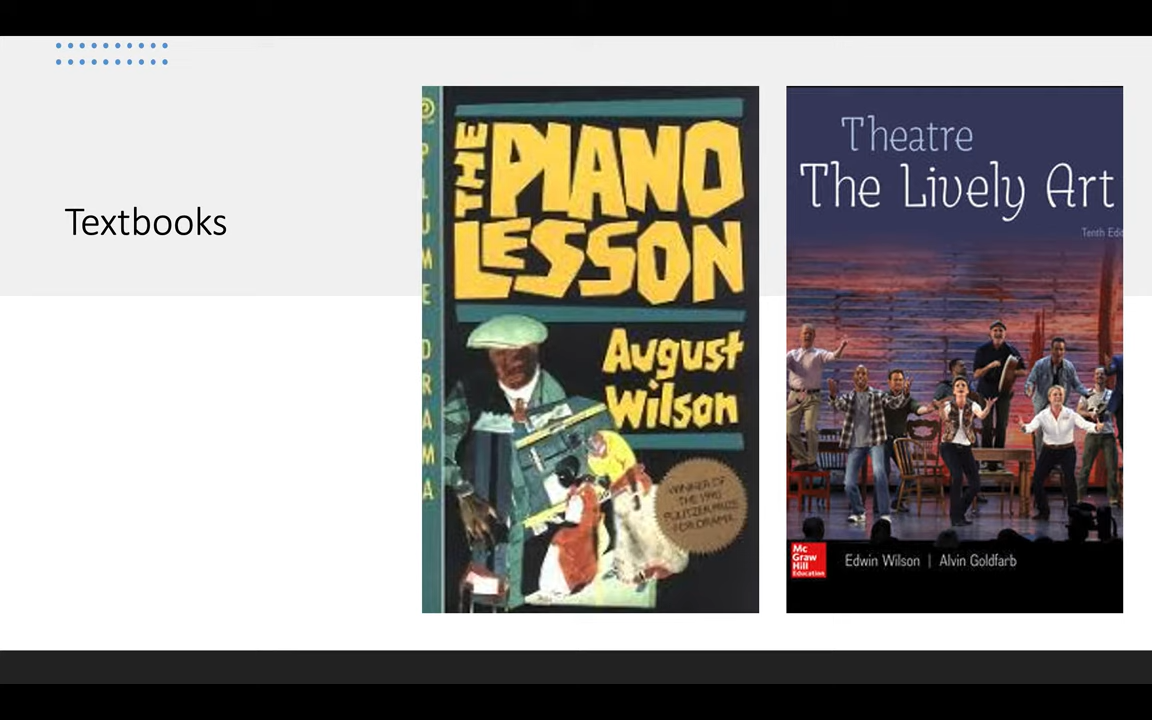 Textbooks
PLUME DRAMA
THE
PIANO
LESSON
August
Wilson
WINNER OF
THE 1990
PULITZER PRIZE
FOR DRAMA
Theatre
The Lively Art
Tenth Edit
Mc
Graw
Hill
Education
Edwin Wilson | Alvin Goldfarb